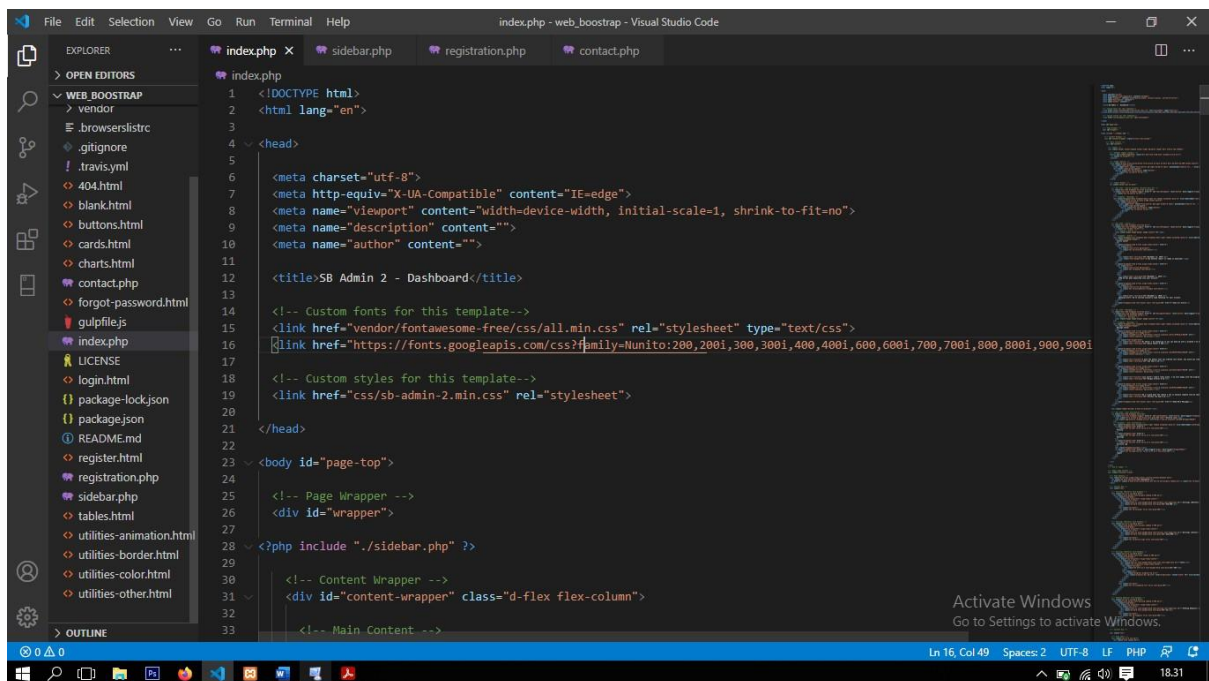 File Edit Selection View Go Run Terminal Help
index.php - web_boostrap - Visual Studio Code
EXPLORER
index.php
sidebar.php
registration.php
contact.php
OPEN EDITORS
WEB_BOOSTRAP
vendor
.browserslistrc
.gitignore
.travis.yml
404.html
blank.html
buttons.html
cards.html
charts.html
contact.php
forgot-password.html
gulpfile.js
index.php
LICENSE
login.html
package-lock.json
package.json
README.md
register.html
registration.php
sidebar.php
tables.html
utilities-animation.html
utilities-border.html
utilities-color.html
utilities-other.html
OUTLINE
index.php
1 <!DOCTYPE html>
2 <html lang="en">
3
4 <head>
5
6 <meta charset="utf-8">
7 <meta http-equiv="X-UA-Compatible" content="IE=edge">
8 <meta name="viewport" content="width=device-width, initial-scale=1, shrink-to-fit=no">
9 <meta name="description" content="">
10 <meta name="author" content="">
11
12 <title>SB Admin 2 - Dashboard</title>
13
14 <!-- Custom fonts for this template-->
15 <link href="vendor/fontawesome-free/css/all.min.css" rel="stylesheet" type="text/css">
16 <link href="https://fonts.googleapis.com/css?family=Nunito:200,200i,300,300i,400,400i,600,600i,700,700i,800,800i,900,900i
17
18 <!-- Custom styles for this template-->
19 <link href="css/sb-admin-2.min.css" rel="stylesheet">
20
21 </head>
22
23 <body id="page-top">
24
25 <!-- Page Wrapper -->
26 <div id="wrapper">
27
28 <?php include "./sidebar.php" ?>
29
30 <!-- Content Wrapper -->
31 <div id="content-wrapper" class="d-flex flex-column">
32
33 <!-- Main Content -->
Activate Windows
Go to Settings to activate Windows.
0 0
Ln 16, Col 49 Spaces: 2 UTF-8 LF PHP
Ps
18.31